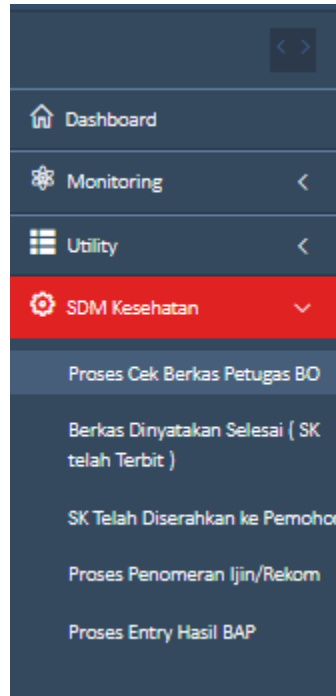 Dashboard
Monitoring
Utility
SDM Kesehatan
Proses Cek Berkas Petugas BO
Berkas Dinyatakan Selesai ( SK
telah Terbit )
SK Telah Diserahkan ke Pemohon
Proses Penomeran Ijin/Rekom
Proses Entry Hasil BAP